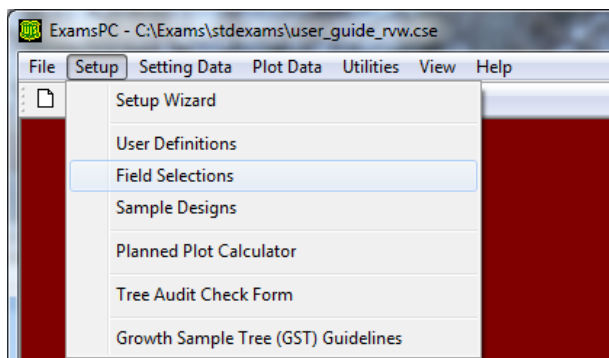 ExamsPC - C:\Exams\stdexams\user_guide_rvw.cse
File Setup Setting Data Plot Data Utilities View Help
Setup Wizard
User Definitions
Field Selections
Sample Designs
Planned Plot Calculator
Tree Audit Check Form
Growth Sample Tree (GST) Guidelines